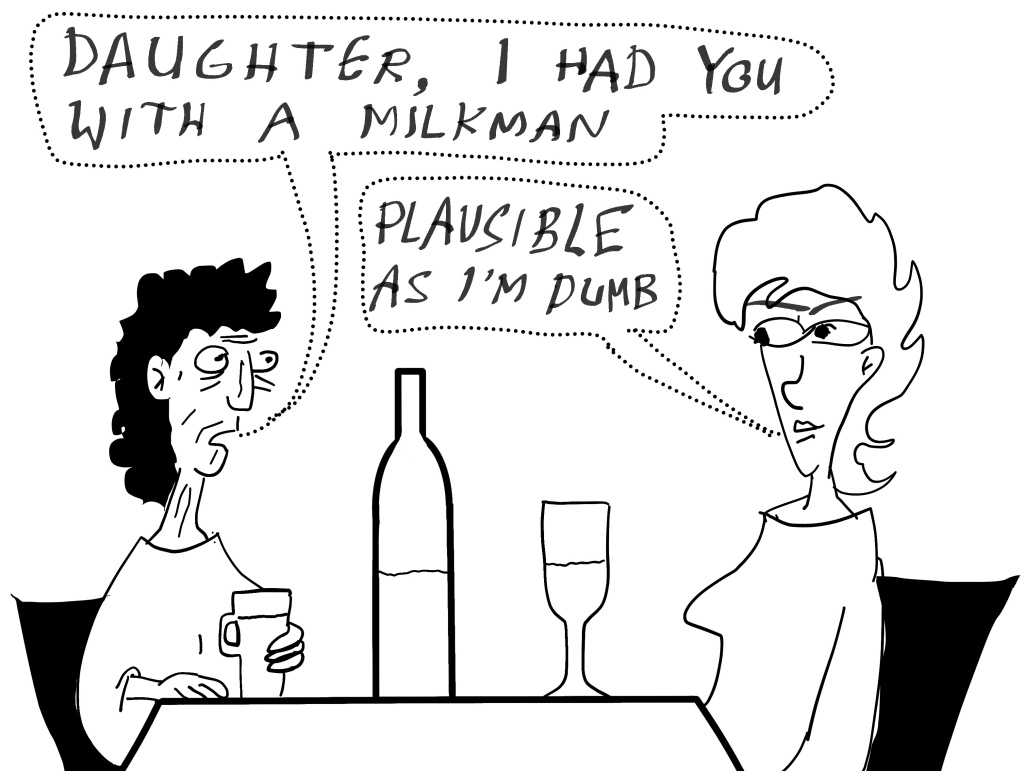 DAUGHTER, I HAD YOU
WITH A MILKMAN
PLAUSIBLE
AS I'M DUMB